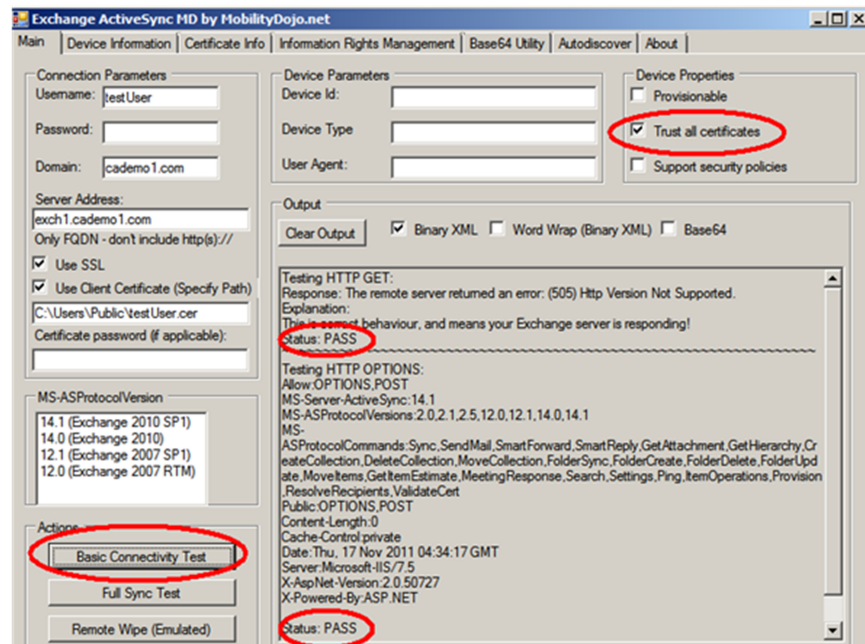 Exchange ActiveSync MD by MobilityDojo.net
Main Device Information Certificate Info Information Rights Management Base64 Utility Autodiscover About
Connection Parameters
Username: testUser
Password:
Domain: cademo1.com
Server Address:
exch1.cademo1.com
Only FQDN - don't include http(s)://
Use SSL
Use Client Certificate (Specify Path)
C:\Users\Public\testUser.cer
Certificate password (if applicable):
MS-ASProtocolVersion
14.1 (Exchange 2010 SP1)
14.0 (Exchange 2010)
12.1 (Exchange 2007 SP1)
12.0 (Exchange 2007 RTM)
Actions
Basic Connectivity Test
Full Sync Test
Remote Wipe (Emulated)
Device Parameters
Device Id:
Device Type
User Agent:
Device Properties
Provisionable
Trust all certificates
Support security policies
Output
Clear Output Binary XML Word Wrap (Binary XML) Base64
Testing HTTP GET:
Response: The remote server returned an error: (505) Http Version Not Supported.
Explanation:
This is correct behaviour, and means your Exchange server is responding!
Status: PASS
~~~~~~~~~~~~~~~~~~~~~~~~~~~~~~~~~~~~~~~~
Testing HTTP OPTIONS:
Allow:OPTIONS,POST
MS-Server-ActiveSync:14.1
MS-ASProtocolVersions:2.0,2.1,2.5,12.0,12.1,14.0,14.1
MS-
ASProtocolCommands:Sync,SendMail,SmartForward,SmartReply,GetAttachment,GetHierarchy,Cr
eateCollection,DeleteCollection,MoveCollection,FolderSync,FolderCreate,FolderDelete,FolderUpd
ate,MoveItems,GetItemEstimate,MeetingResponse,Search,Settings,Ping,ItemOperations,Provision
,ResolveRecipients,ValidateCert
Public:OPTIONS,POST
Content-Length:0
Cache-Control:private
Date:Thu, 17 Nov 2011 04:34:17 GMT
Server:Microsoft-IIS/7.5
X-AspNet-Version:2.0.50727
X-Powered-By:ASP.NET
Status: PASS